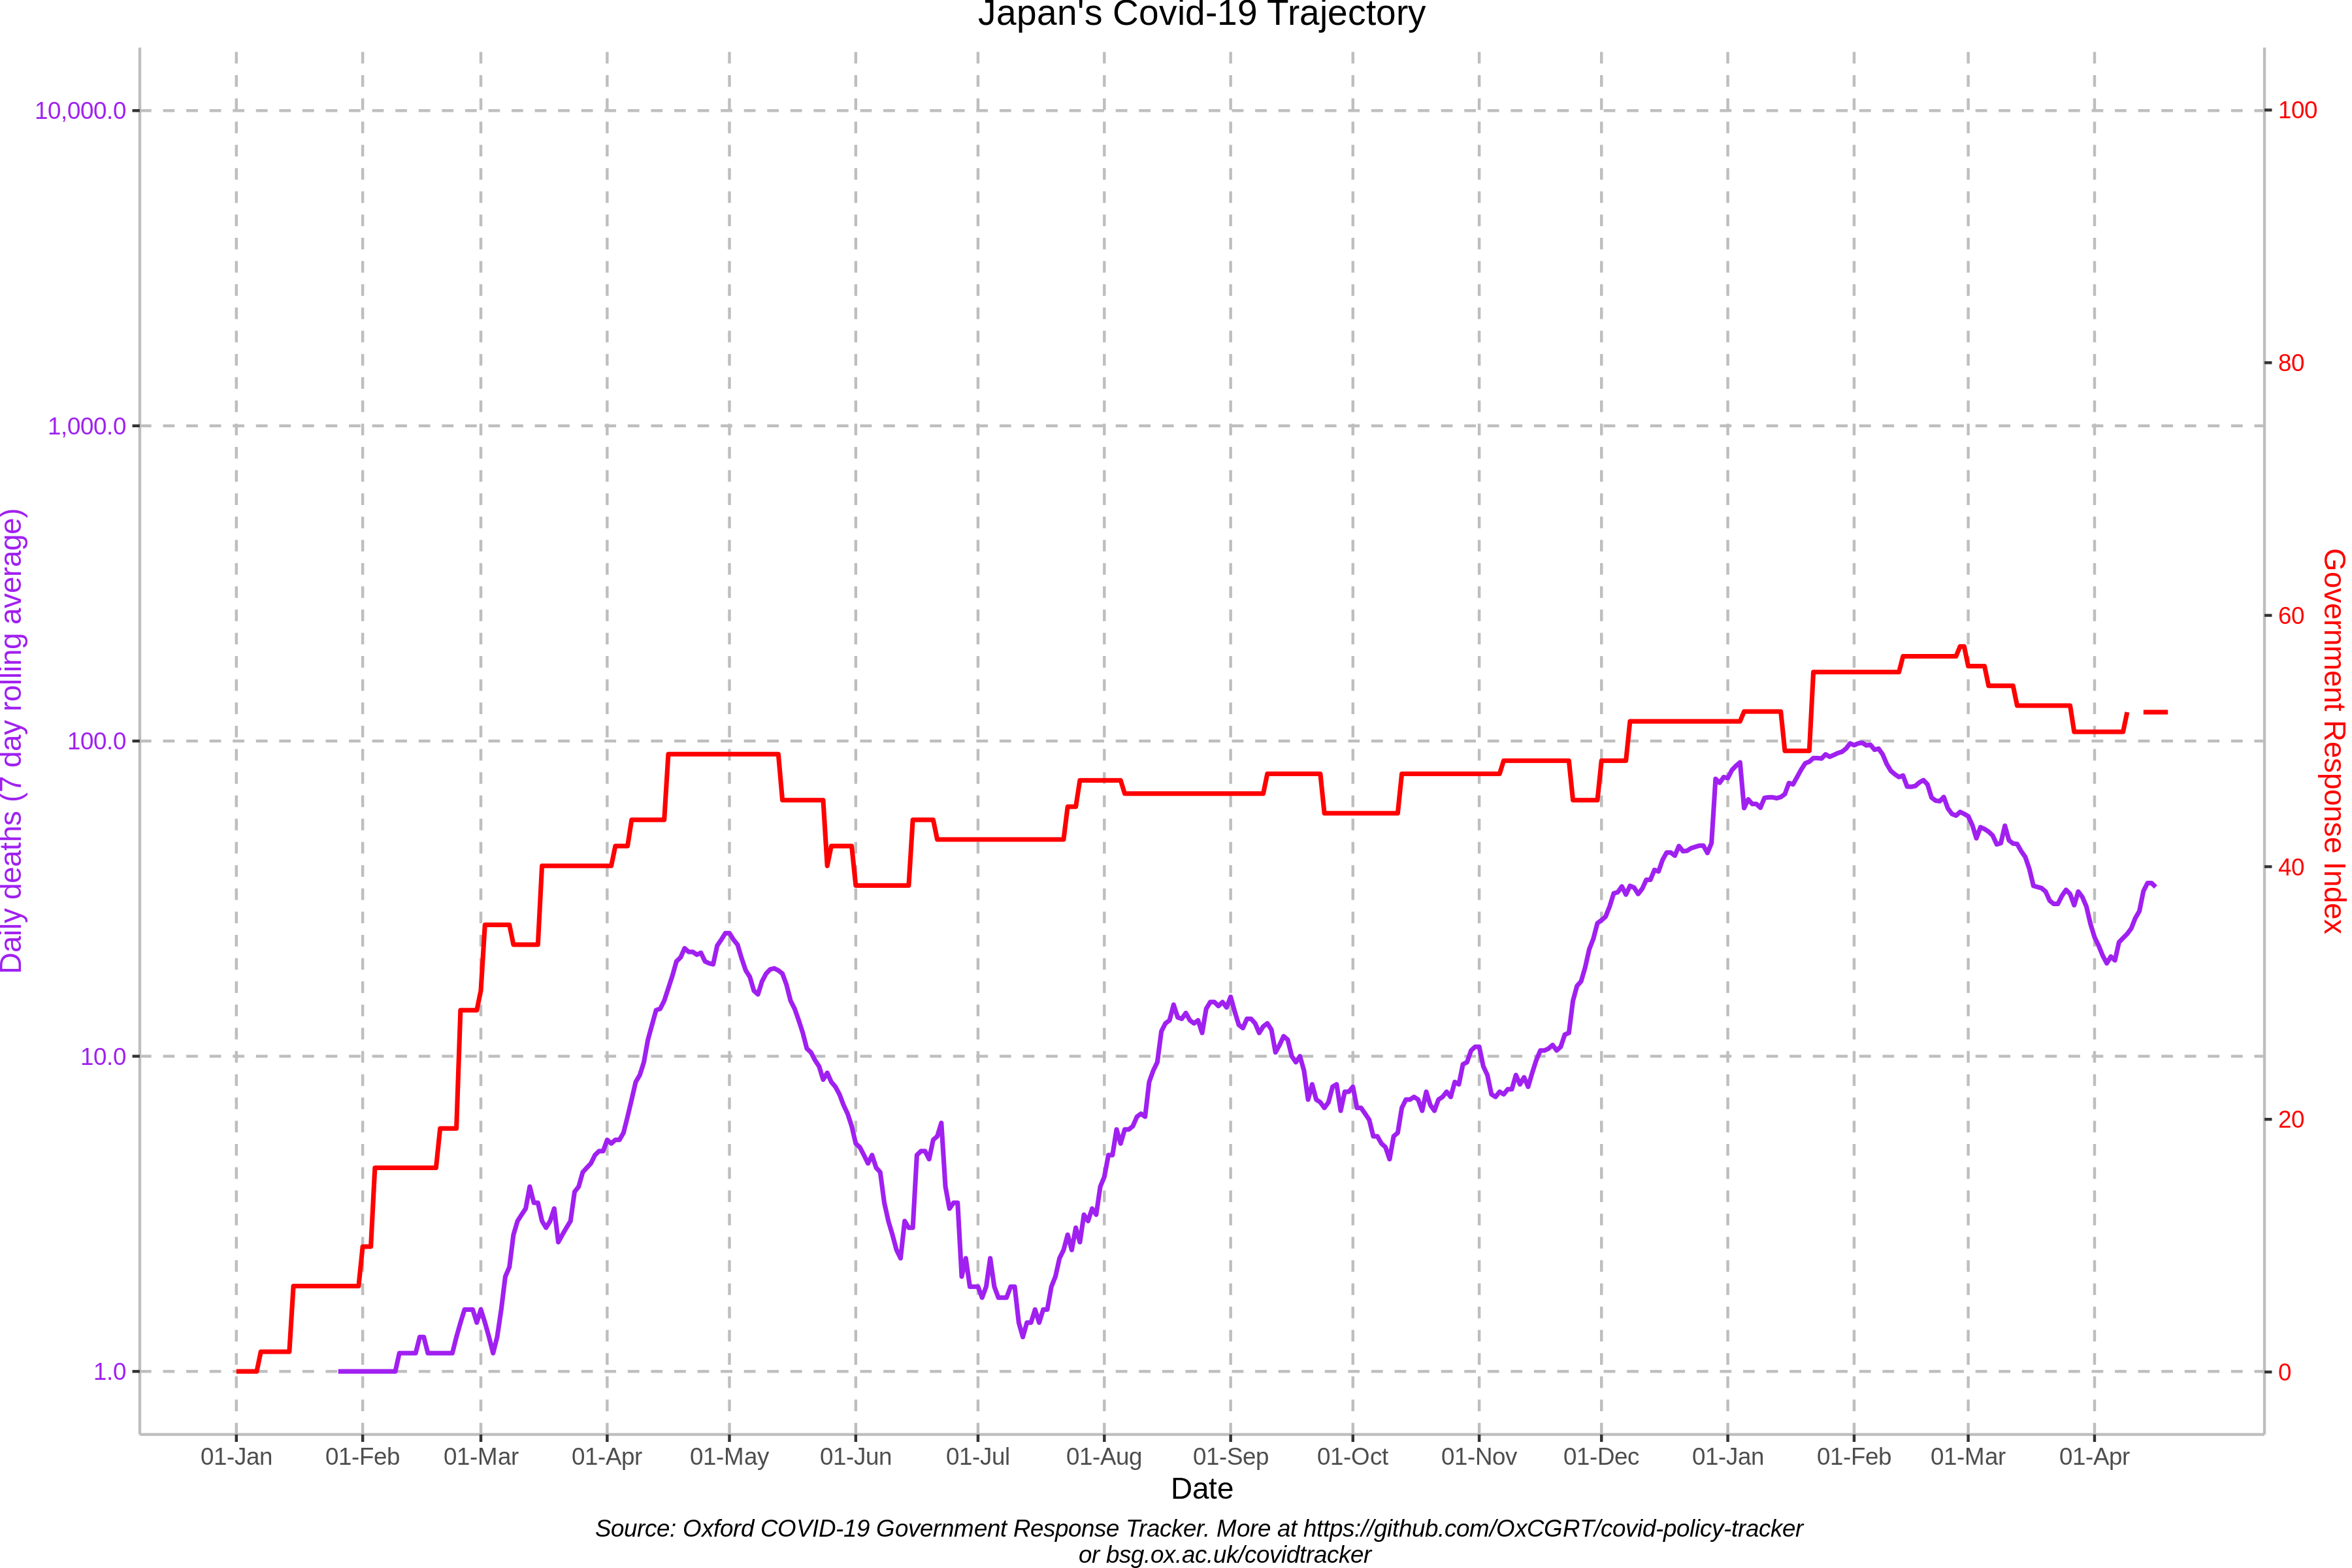 Japan's Covid-19 Trajectory
10,000.0
1,000.0
100.0
10.0
1.0
Daily deaths (7 day rolling average)
100
80
60
40
20
0
Government Response Index
01-Jan 01-Feb 01-Mar 01-Apr 01-May 01-Jun 01-Jul 01-Aug 01-Sep 01-Oct 01-Nov 01-Dec 01-Jan 01-Feb 01-Mar 01-Apr
Date
Source: Oxford COVID-19 Government Response Tracker. More at https://github.com/OxCGRT/covid-policy-tracker
or bsg.ox.ac.uk/covidtracker